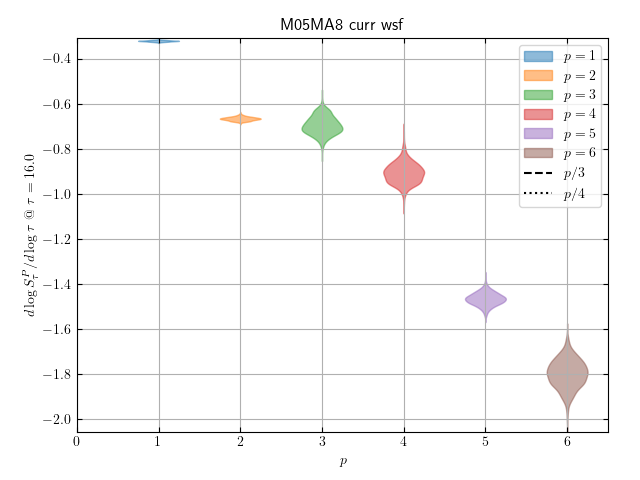 M05MA8 curr wsf
d log S_τ^P / d log τ @ τ = 16.0
−0.4
−0.6
−0.8
−1.0
−1.2
−1.4
−1.6
−1.8
−2.0
0 1 2 3 4 5 6
p
p = 1
p = 2
p = 3
p = 4
p = 5
p = 6
p/3
p/4